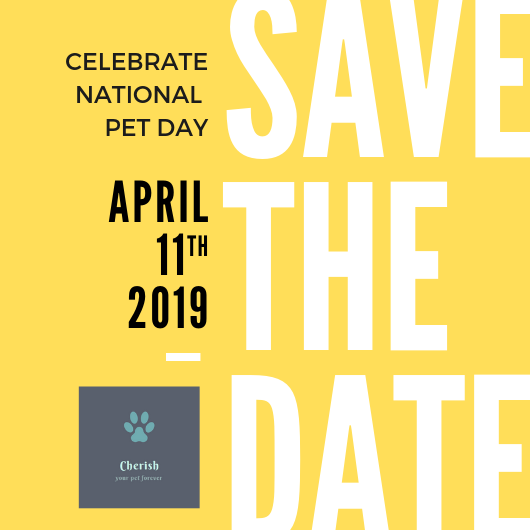 CELEBRATE
NATIONAL
PET DAY
APRIL
11TH
2019
SAVE
THE
DATE
Cherish
your pet forever